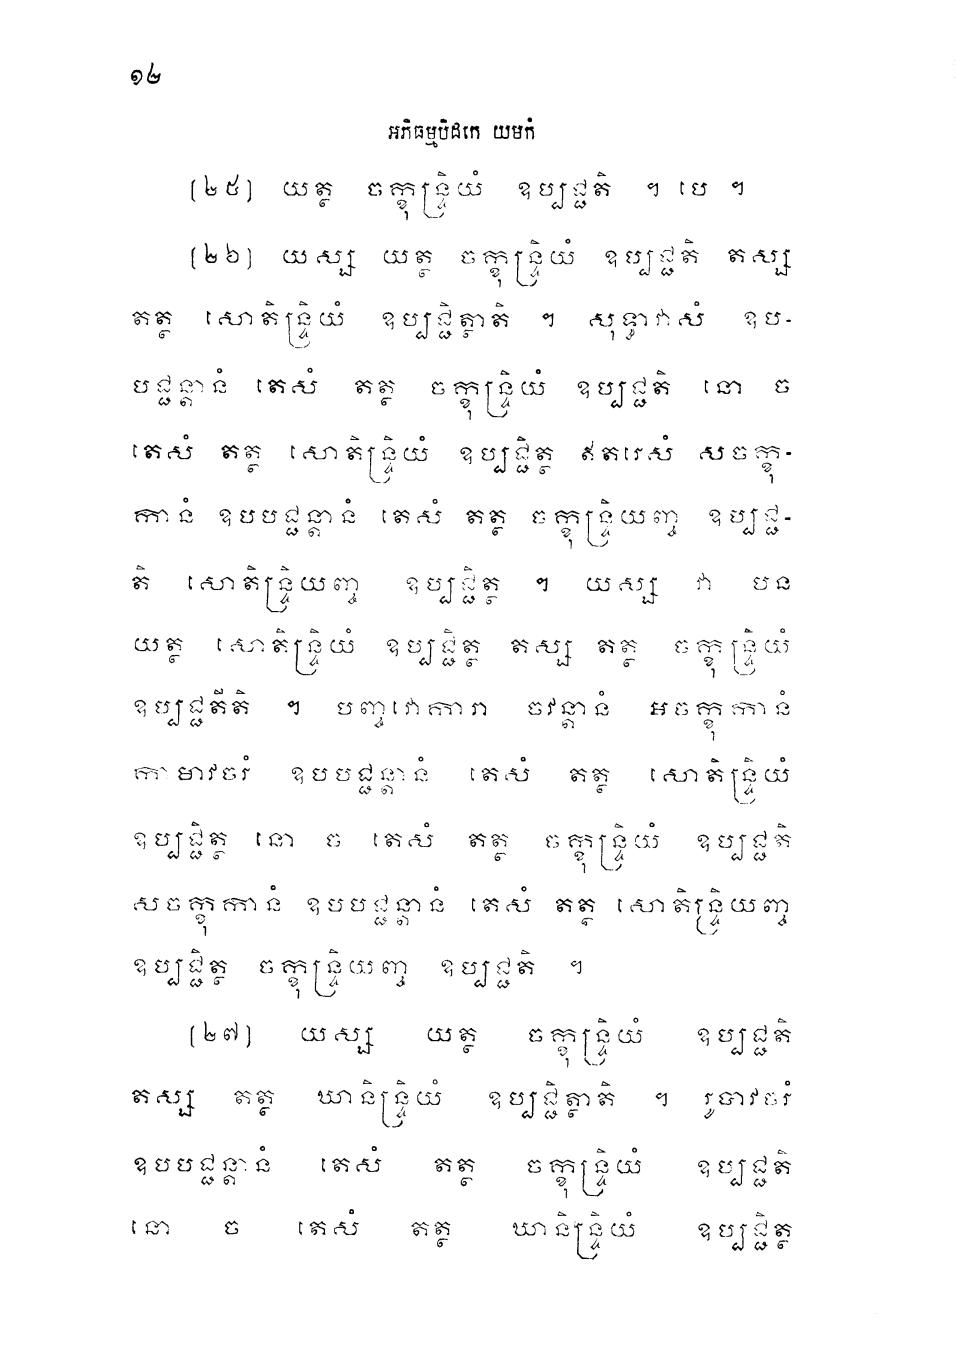 ១២
អភិធម្មបិដកេ យមកំ
(២៥) យត្ថ ចក្ខុន្ទ្រិយំ ឧប្បជ្ជតិ ។ បេ ។
(២៦) យស្ស យត្ថ ចក្ខុន្ទ្រិយំ ឧប្បជ្ជតិ តស្ស
តត្ថ សោតិន្ទ្រិយំ ឧប្បជ្ជិត្ថាតិ ។ សុទ្ធាវាសំ ឧប-
បជ្ជន្តានំ តេសំ តត្ថ ចក្ខុន្ទ្រិយំ ឧប្បជ្ជតិ នោ ច
តេសំ តត្ថ សោតិន្ទ្រិយំ ឧប្បជ្ជិត្ថ ឥតរេសំ សចក្ខុ-
កានំ ឧបបជ្ជន្តានំ តេសំ តត្ថ ចក្ខុន្ទ្រិយញ្ច ឧប្បជ្ជ-
តិ សោតិន្ទ្រិយញ្ច ឧប្បជ្ជិត្ថ ។ យស្ស វា បន
យត្ថ សោតិន្ទ្រិយំ ឧប្បជ្ជិត្ថ តស្ស តត្ថ ចក្ខុន្ទ្រិយំ
ឧប្បជ្ជតីតិ ។ បញ្ចវោការា ចវន្តានំ អចក្ខុកានំ
កាមាវចរំ ឧបបជ្ជន្តានំ តេសំ តត្ថ សោតិន្ទ្រិយំ
ឧប្បជ្ជិត្ថ នោ ច តេសំ តត្ថ ចក្ខុន្ទ្រិយំ ឧប្បជ្ជតិ
សចក្ខុកានំ ឧបបជ្ជន្តានំ តេសំ តត្ថ សោតិន្ទ្រិយញ្ច
ឧប្បជ្ជិត្ថ ចក្ខុន្ទ្រិយញ្ច ឧប្បជ្ជតិ ។
(២៧) យស្ស យត្ថ ចក្ខុន្ទ្រិយំ ឧប្បជ្ជតិ
តស្ស តត្ថ ឃានិន្ទ្រិយំ ឧប្បជ្ជិត្ថាតិ ។ រូបាវចរំ
ឧបបជ្ជន្តានំ តេសំ តត្ថ ចក្ខុន្ទ្រិយំ ឧប្បជ្ជតិ
នោ ច តេសំ តត្ថ ឃានិន្ទ្រិយំ ឧប្បជ្ជិត្ថ